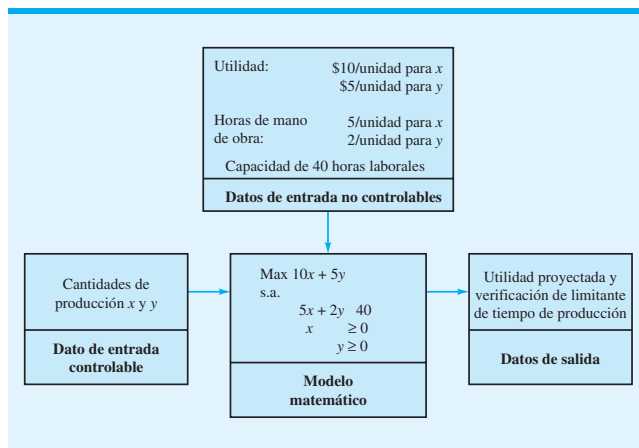 Utilidad: $10/unidad para x
$5/unidad para y
Horas de mano 5/unidad para x
de obra: 2/unidad para y
Capacidad de 40 horas laborales
Datos de entrada no controlables
Cantidades de
producción x y y
Dato de entrada
controlable
Max 10x + 5y
s.a.
5x + 2y 40
x ≥ 0
y ≥ 0
Modelo
matemático
Utilidad proyectada y
verificación de limitante
de tiempo de producción
Datos de salida